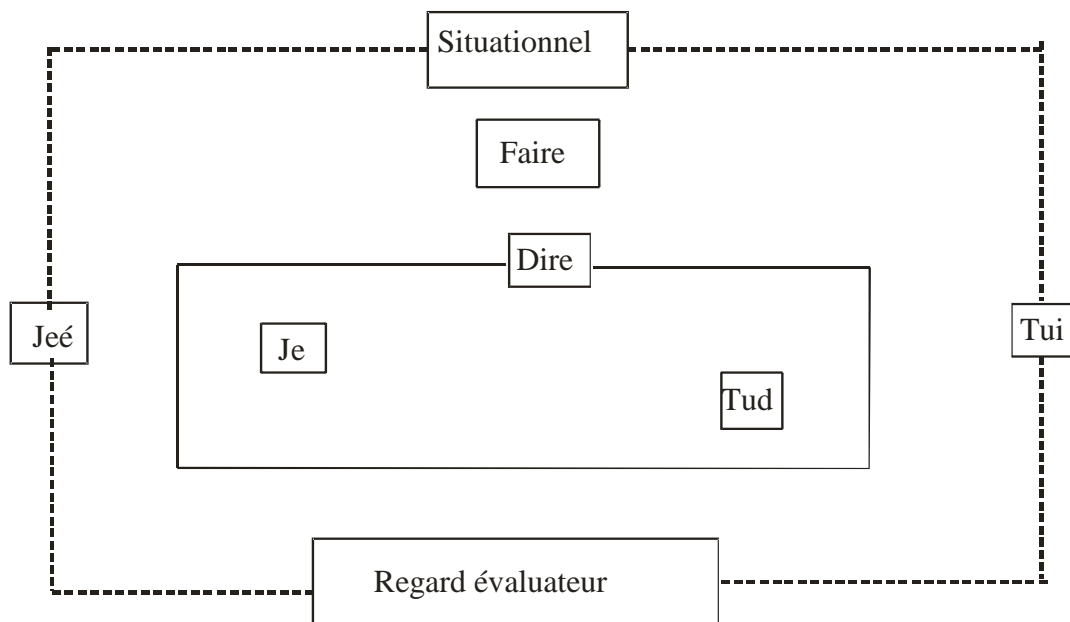 Situationnel
Faire
Dire
Jeé
Je
Tui
Tud
Regard évaluateur